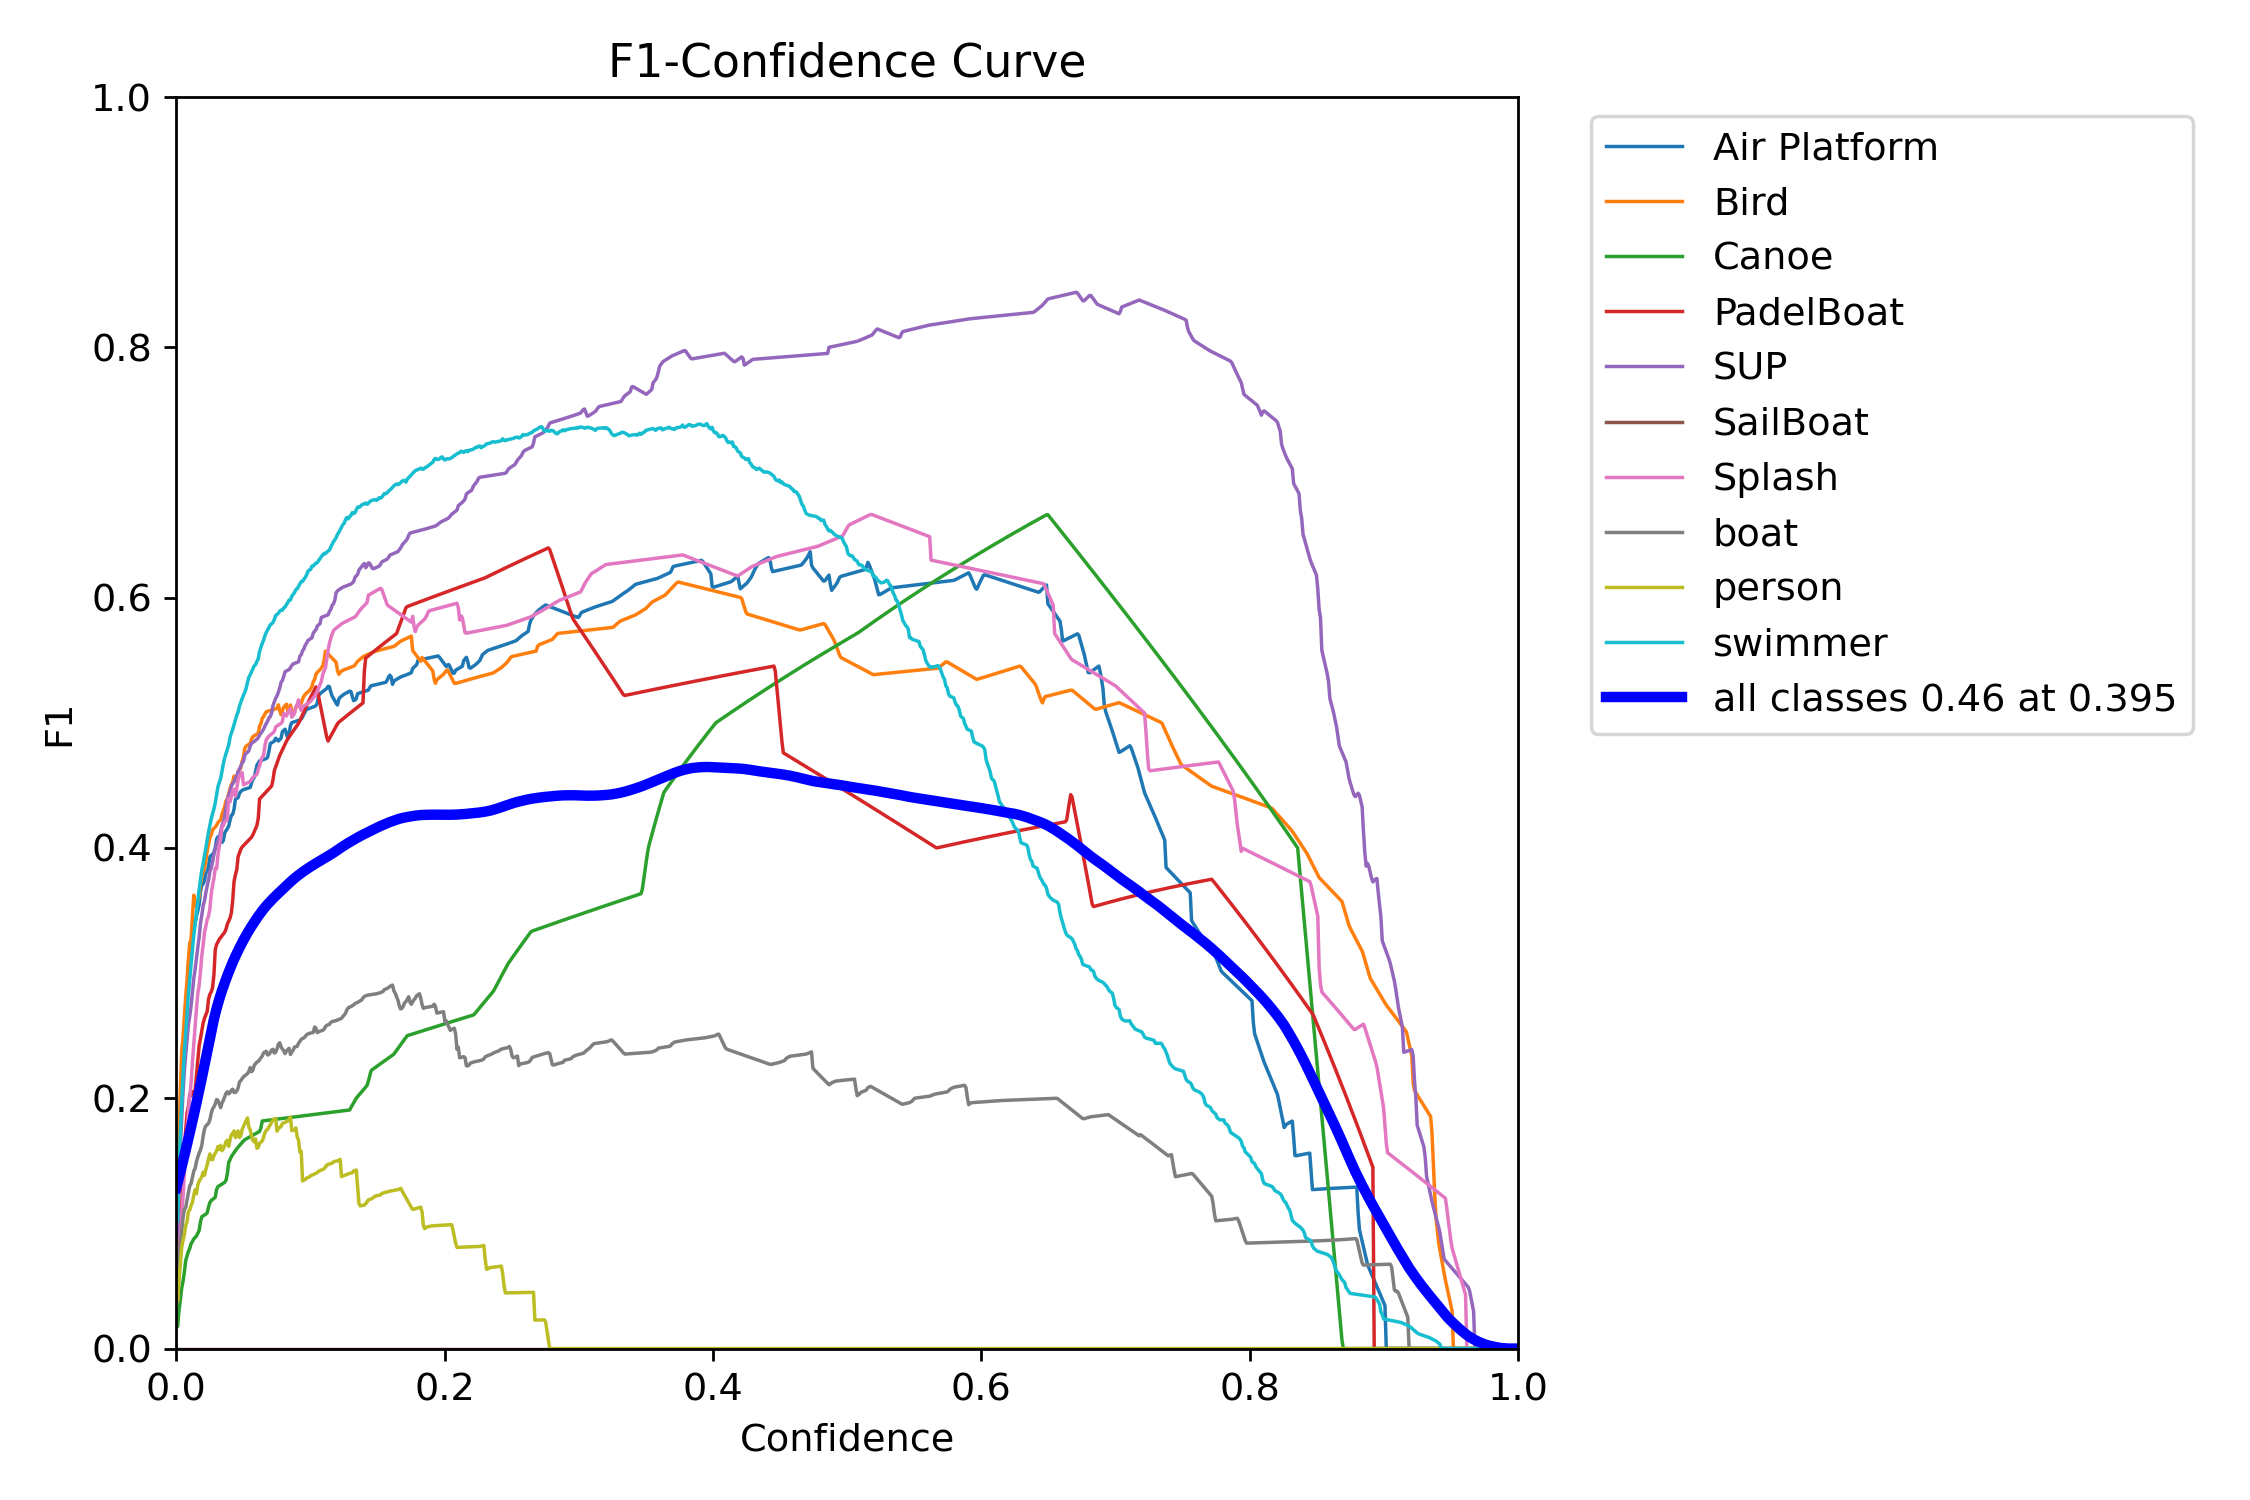 F1-Confidence Curve
1.0
0.8
0.6
0.4
0.2
0.0
F1
0.0 0.2 0.4 0.6 0.8 1.0
Confidence
Air Platform
Bird
Canoe
PadelBoat
SUP
SailBoat
Splash
boat
person
swimmer
all classes 0.46 at 0.395